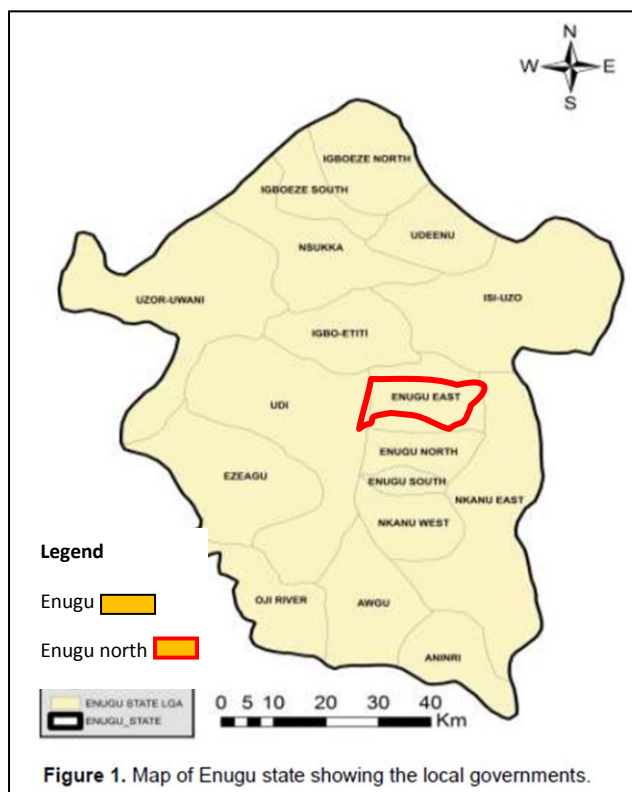 N
W E
S
IGBOEZE NORTH
IGBOEZE SOUTH
UDEENU
NSUKKA
ISI-UZO
UZOR-UWANI
IGBO-ETITI
ENUGU EAST
UDI
ENUGU NORTH
EZEAGU
ENUGU SOUTH
NKANU EAST
NKANU WEST
Legend
Enugu
OJI RIVER
AWGU
Enugu north
ANINRI
ENUGU STATE LGA
ENUGU_STATE
0 5 10 20 30 40
Km
Figure 1. Map of Enugu state showing the local governments.